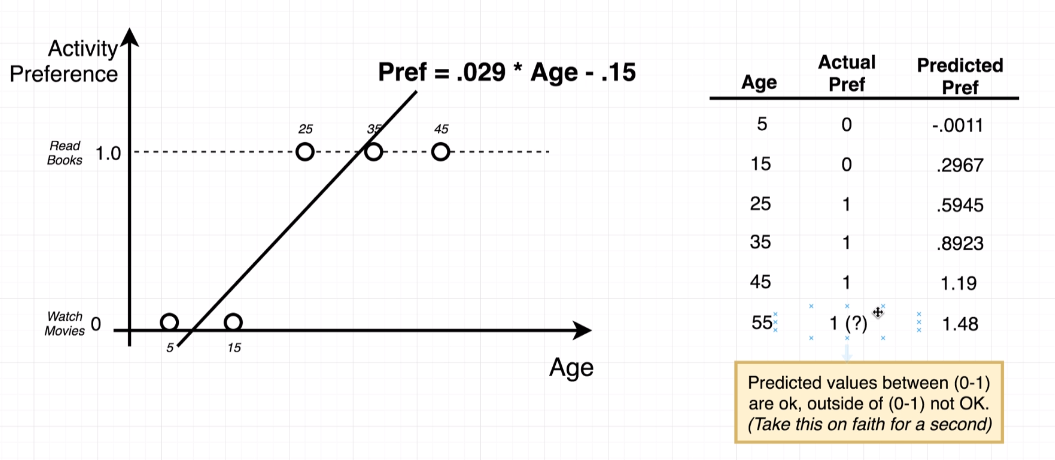 Activity
Preference
Pref = .029 * Age - .15
25
35
45
Read
Books
1.0
Watch
Movies
0
5
15
Age
Age
Actual
Pref
Predicted
Pref
5 0 -.0011
15 0 .2967
25 1 .5945
35 1 .8923
45 1 1.19
55 1 (?) 1.48
Predicted values between (0-1)
are ok, outside of (0-1) not OK.
(Take this on faith for a second)